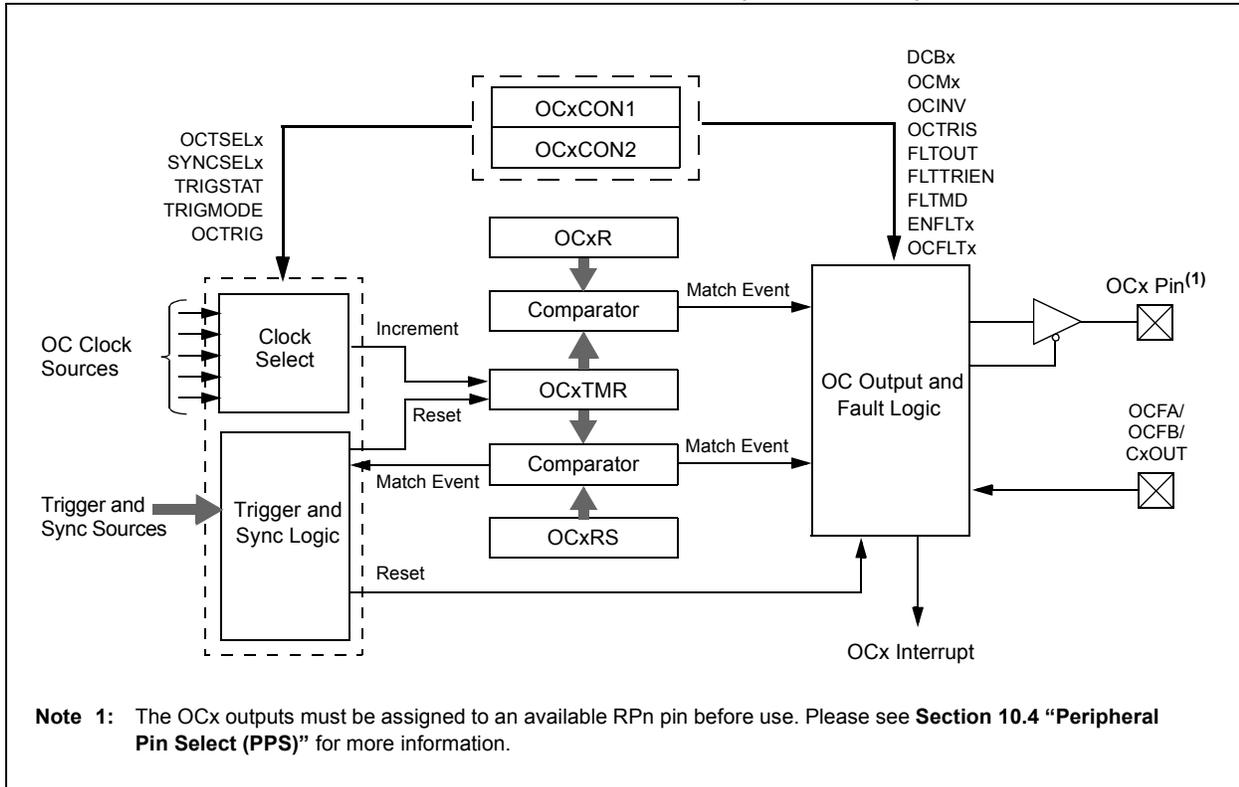 DCBx
OCMx
OCINV
OCTRIS
FLTOUT
FLTTRIEN
FLTMD
ENFLTx
OCFLTx
OCxCON1
OCxCON2
OCTSELx
SYNCSELx
TRIGSTAT
TRIGMODE
OCTRIG
OCxR
Comparator
Match Event
OCx Pin(1)
OC Clock
Sources
Clock
Select
Increment
OCxTMR
Reset
OC Output and
Fault Logic
Comparator
Match Event
Match Event
OCFA/
OCFB/
CxOUT
Trigger and
Sync Sources
Trigger and
Sync Logic
OCxRS
Reset
OCx Interrupt
Note 1: The OCx outputs must be assigned to an available RPn pin before use. Please see Section 10.4 “Peripheral
Pin Select (PPS)” for more information.